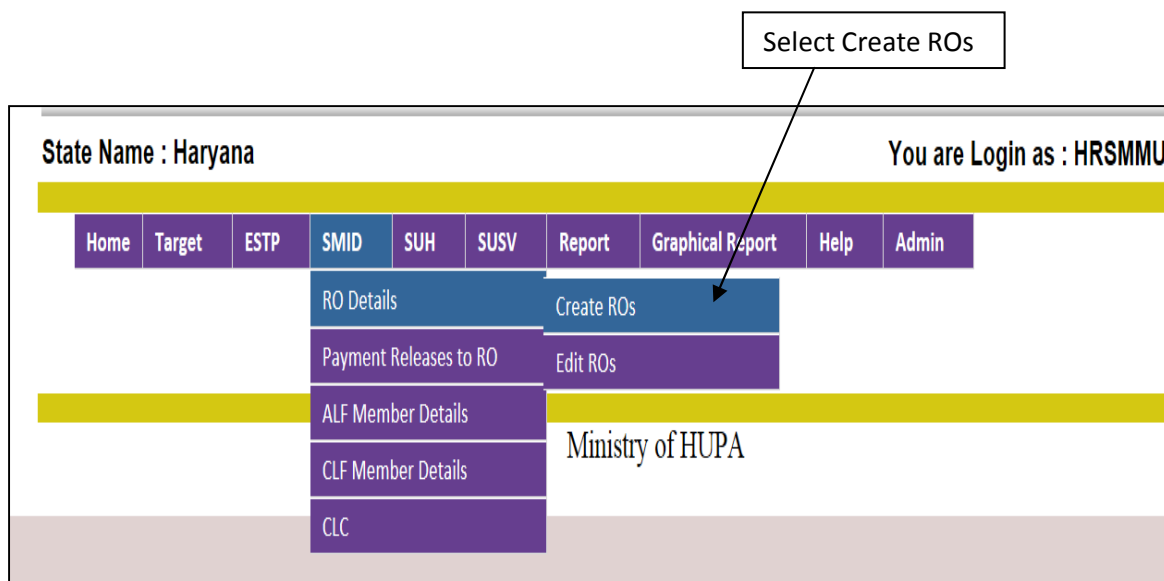 Select Create ROs
State Name : Haryana
You are Login as : HRSMMU
Home Target ESTP SMID SUH SUSV Report Graphical Report Help Admin
RO Details
Create ROs
Payment Releases to RO
Edit ROs
ALF Member Details
Ministry of HUPA
CLF Member Details
CLC